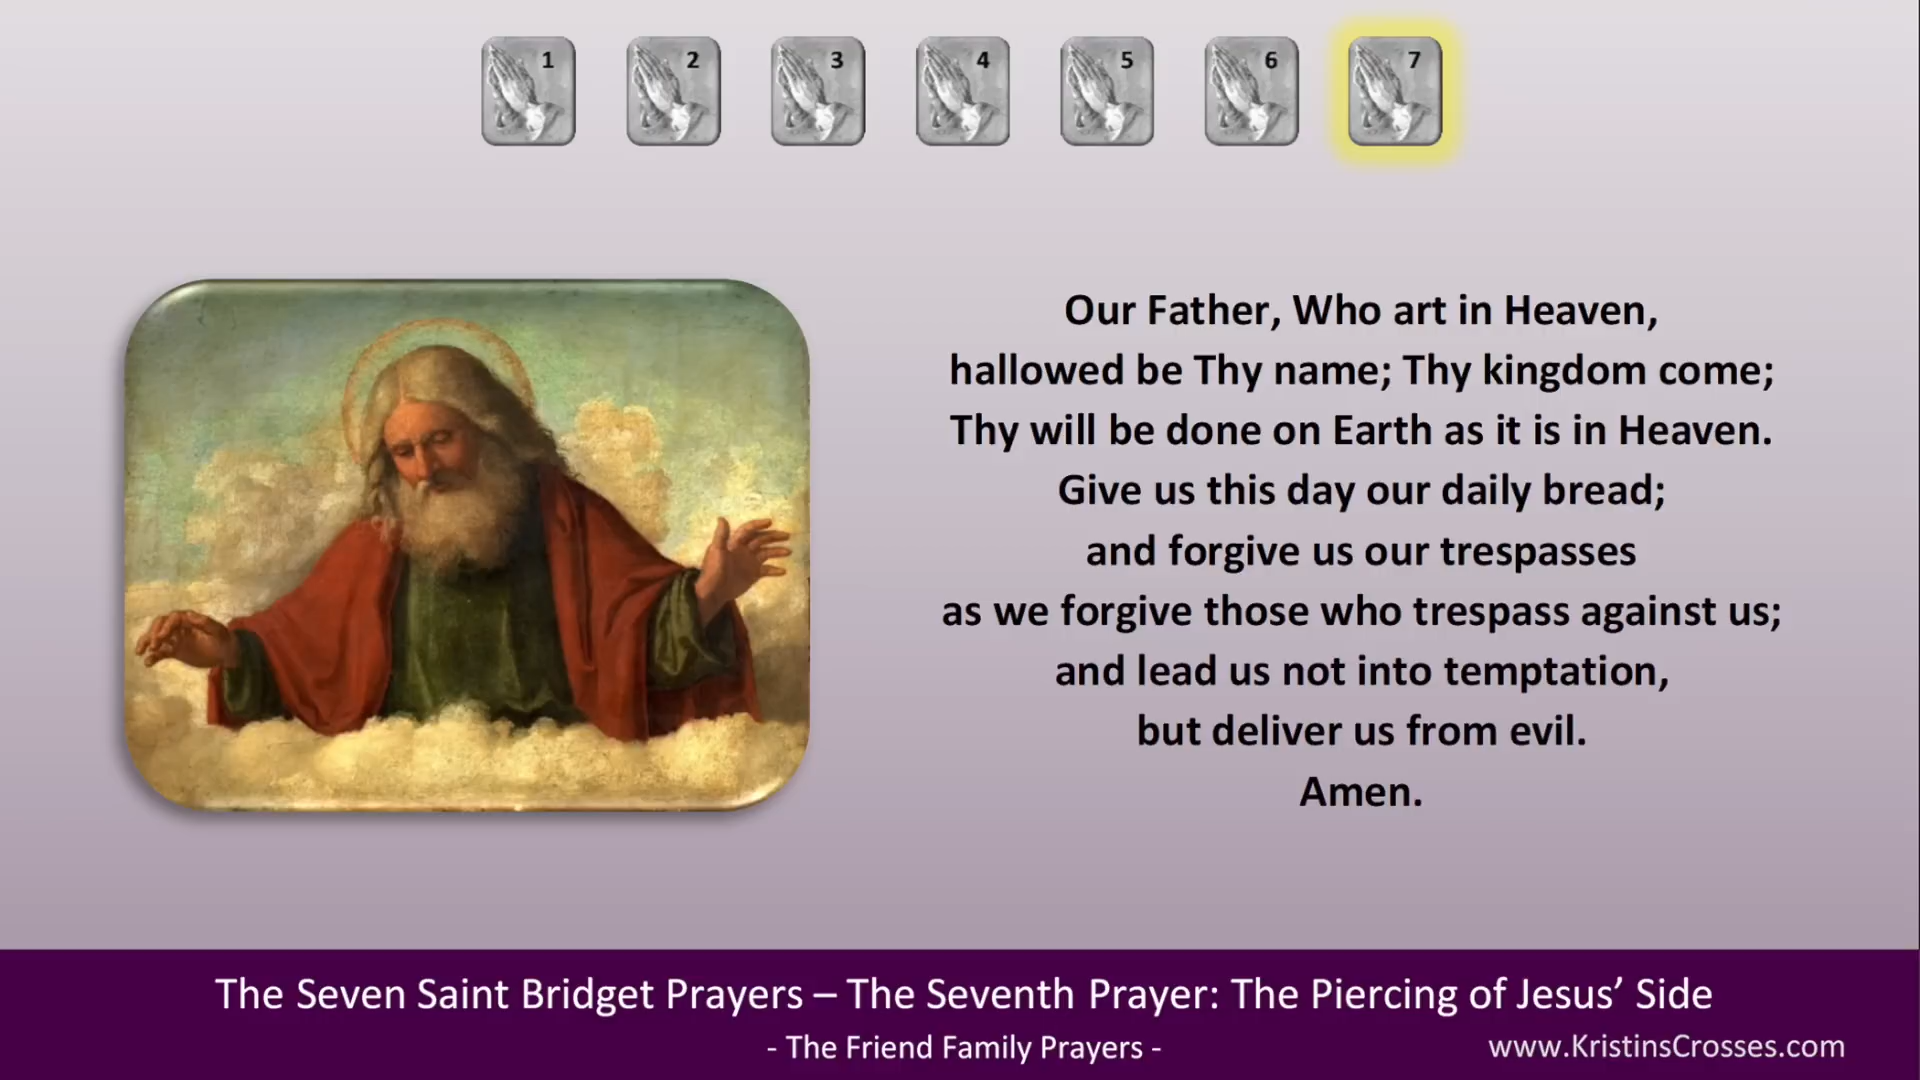 1 2 3 4 5 6 7
Our Father, Who art in Heaven,
hallowed be Thy name; Thy kingdom come;
Thy will be done on Earth as it is in Heaven.
Give us this day our daily bread;
and forgive us our trespasses
as we forgive those who trespass against us;
and lead us not into temptation,
but deliver us from evil.
Amen.
The Seven Saint Bridget Prayers – The Seventh Prayer: The Piercing of Jesus’ Side
- The Friend Family Prayers -
www.KristinsCrosses.com